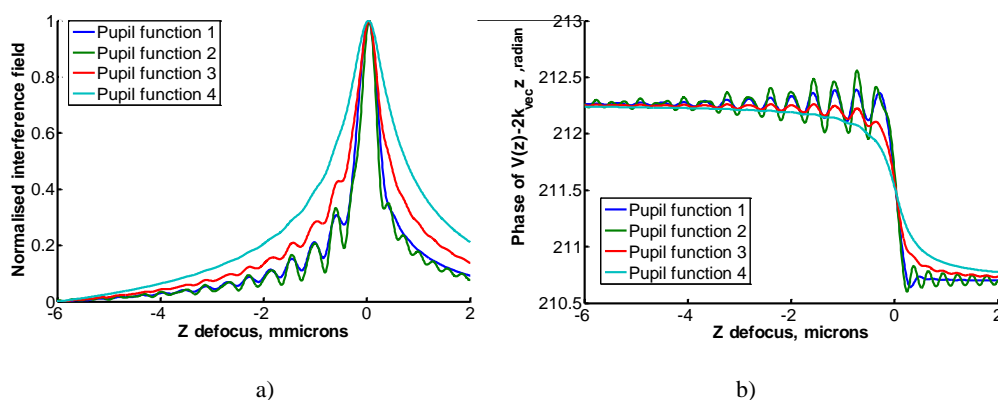 Normalised interference field
1
0.8
0.6
0.4
0.2
0
Pupil function 1
Pupil function 2
Pupil function 3
Pupil function 4
-6
-4
-2
0
2
Z defocus, mmicrons
a)
Phase of V(z)-2k_vec z ,radian
213
212.5
212
211.5
211
210.5
Pupil function 1
Pupil function 2
Pupil function 3
Pupil function 4
-6
-4
-2
0
2
Z defocus, microns
b)